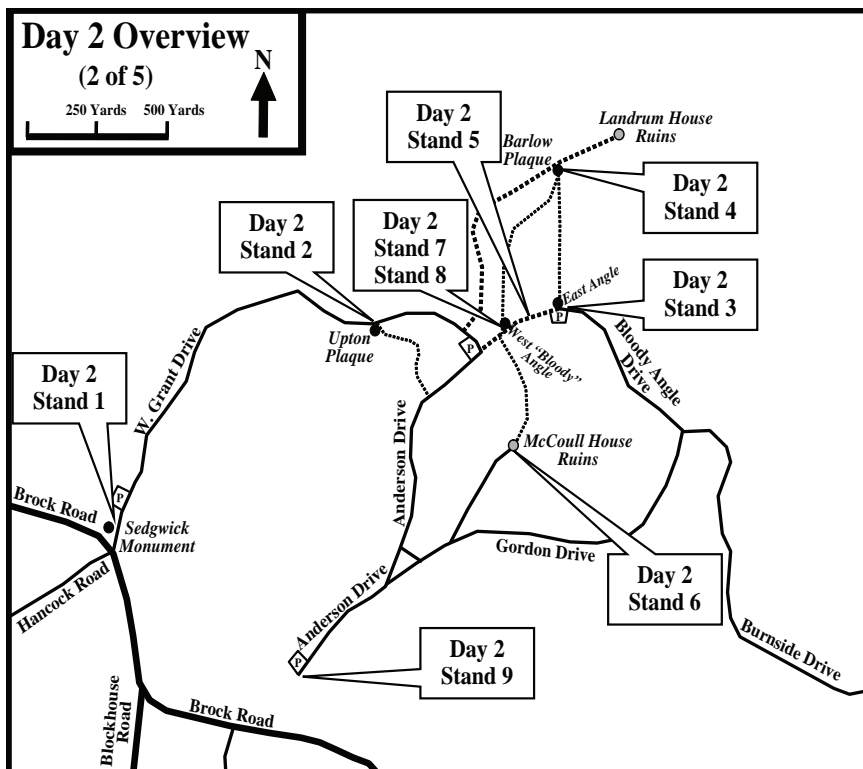 Day 2 Overview
(2 of 5)
N
250 Yards 500 Yards
Day 2
Stand 5
Landrum House
Ruins
Barlow
Plaque
Day 2
Stand 4
Day 2
Stand 2
Day 2
Stand 7
Stand 8
East Angle
Day 2
Stand 3
P
Upton
Plaque
P
West "Bloody"
Angle
Bloody Angle
Drive
W. Grant Drive
Day 2
Stand 1
Anderson Drive
McCoull House
Ruins
P
Brock Road
Sedgwick
Monument
Gordon Drive
Hancock Road
Day 2
Stand 6
Anderson Drive
P
Day 2
Stand 9
Burnside Drive
Blockhouse
Road
Brock Road